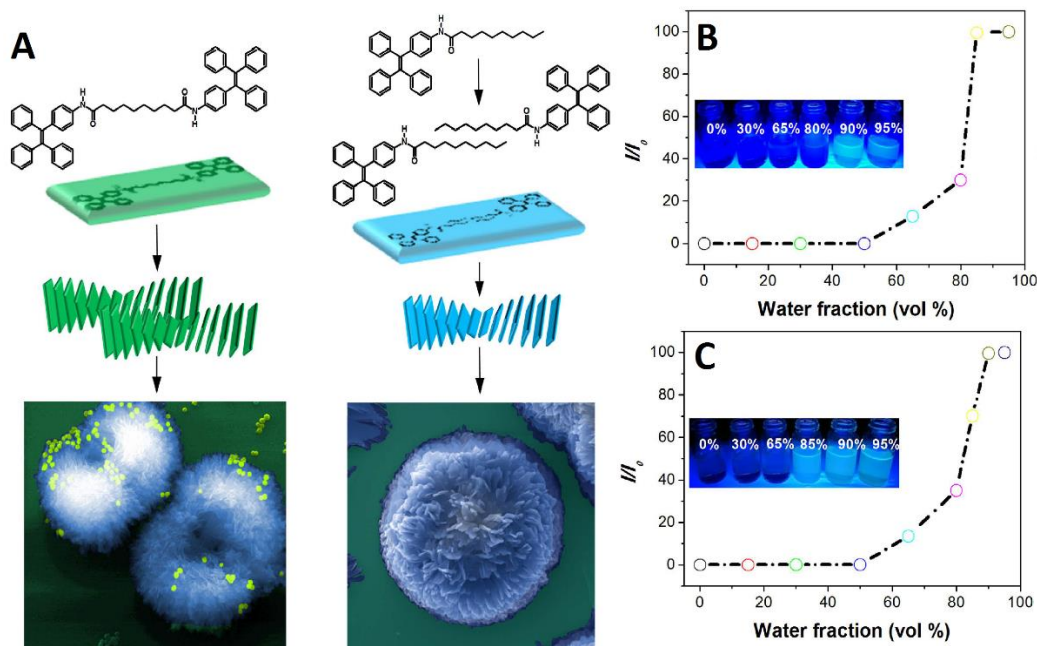 A
H
N
O
O
N
H
H
N
O
O
N
H
H
N
O
B
100
80
60
40
20
0
I/I₀
0% 30% 65% 80% 90% 95%
0 20 40 60 80 100
Water fraction (vol %)
C
100
80
60
40
20
0
I/I₀
0% 30% 65% 85% 90% 95%
0 20 40 60 80 100
Water fraction (vol %)